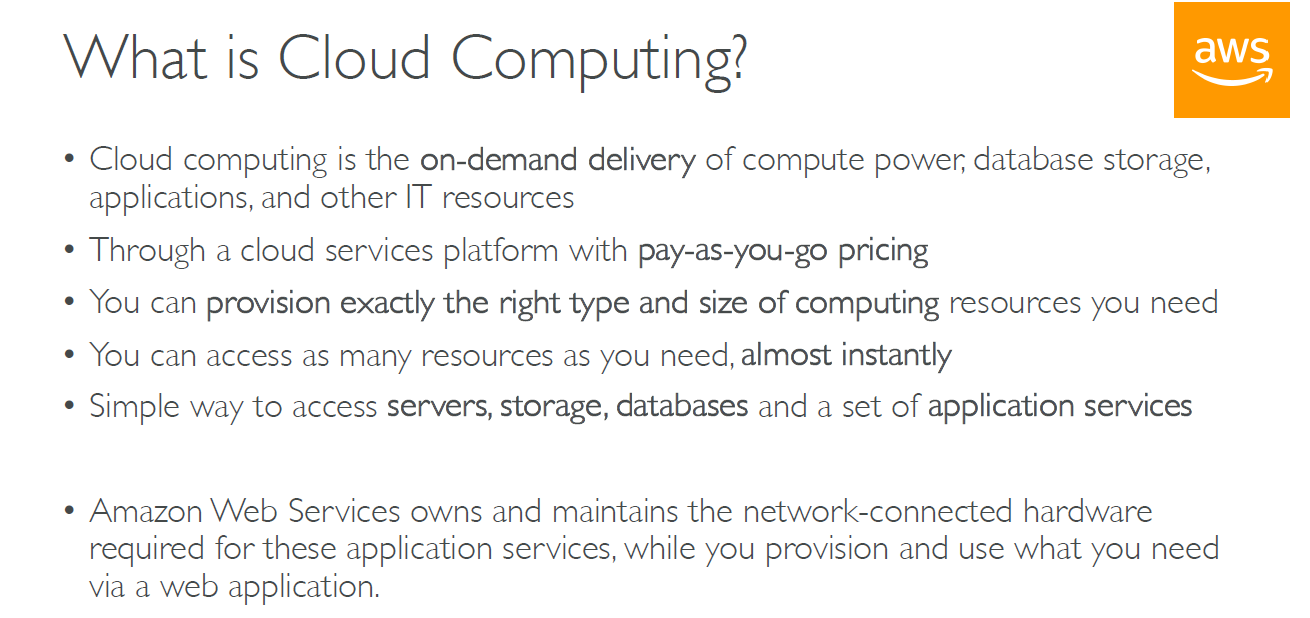 What is Cloud Computing?
aws
• Cloud computing is the on-demand delivery of compute power, database storage,
applications, and other IT resources
• Through a cloud services platform with pay-as-you-go pricing
• You can provision exactly the right type and size of computing resources you need
• You can access as many resources as you need, almost instantly
• Simple way to access servers, storage, databases and a set of application services
• Amazon Web Services owns and maintains the network-connected hardware
required for these application services, while you provision and use what you need
via a web application.